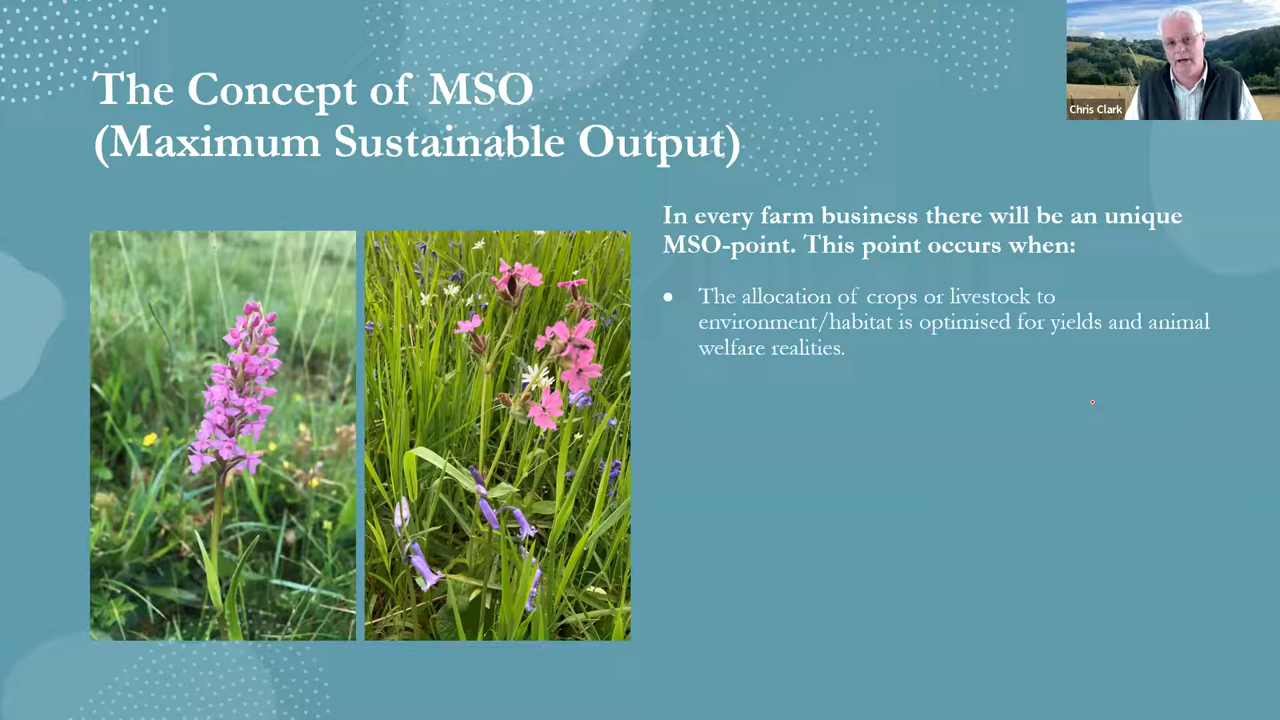 The Concept of MSO
(Maximum Sustainable Output)
Chris Clark
In every farm business there will be an unique
MSO-point. This point occurs when:
● The allocation of crops or livestock to
environment/habitat is optimised for yields and animal
welfare realities.